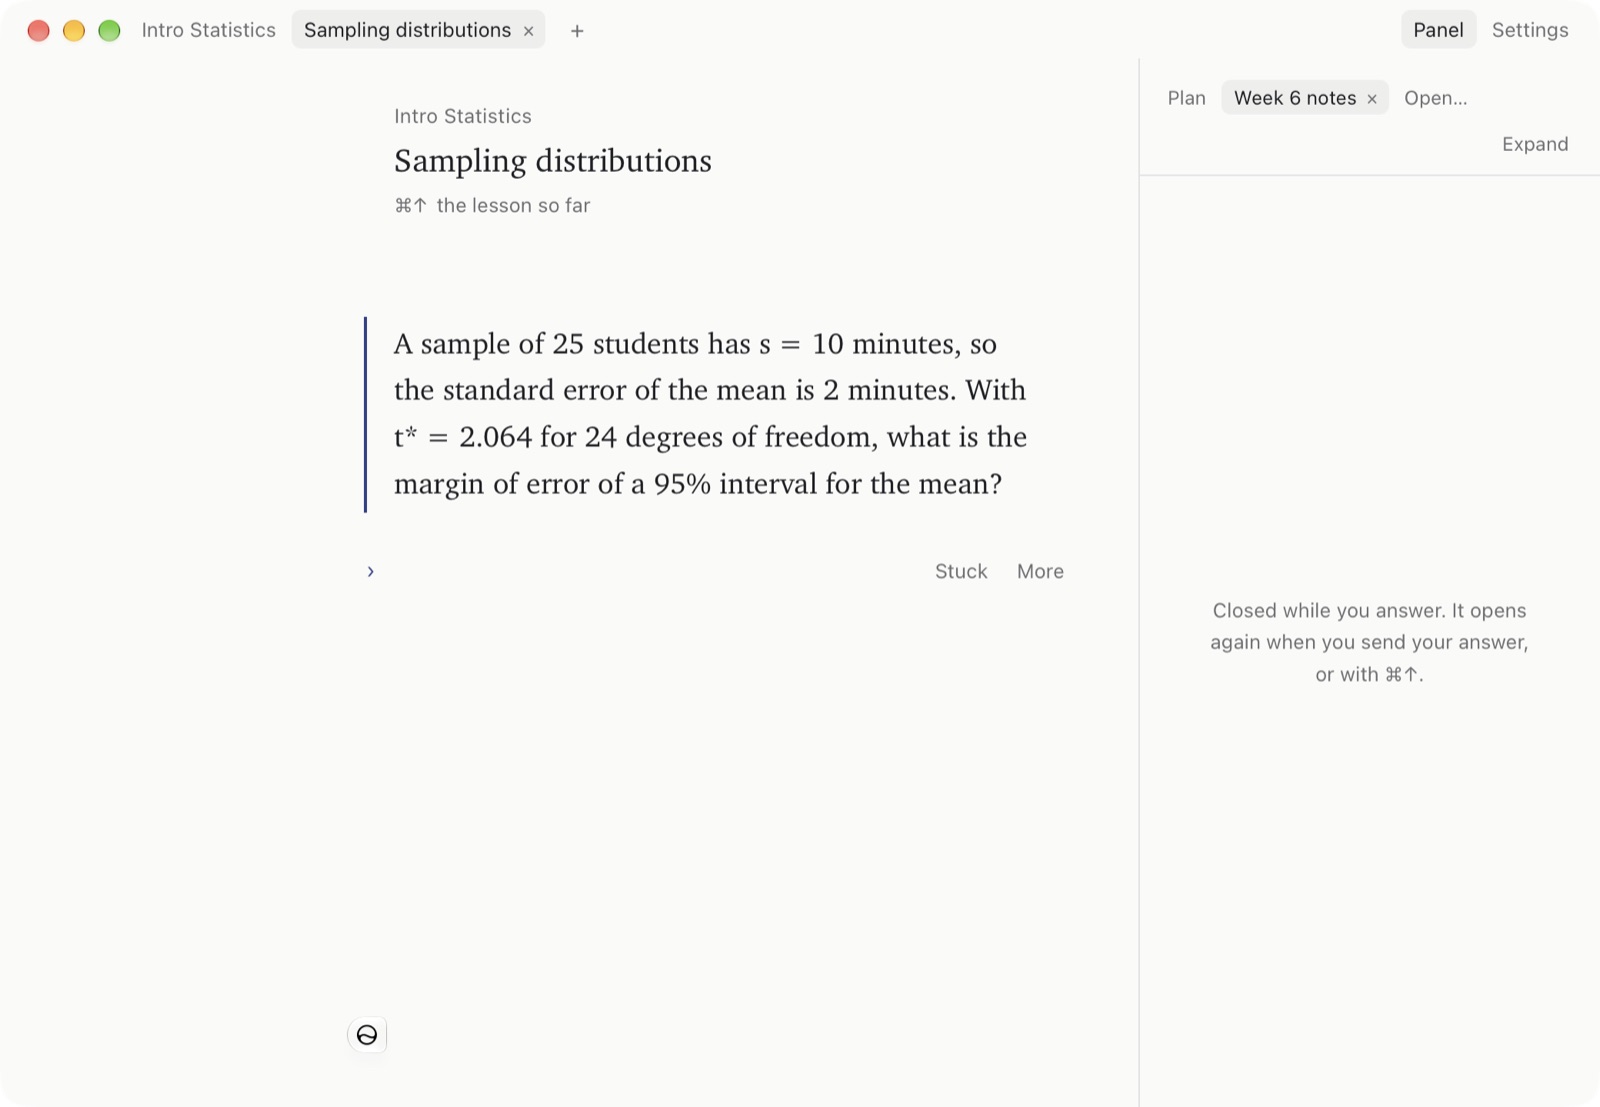 Intro Statistics
Sampling distributions ×
+
Panel
Settings
Intro Statistics
Sampling distributions
⌘↑ the lesson so far
A sample of 25 students has s = 10 minutes, so
the standard error of the mean is 2 minutes. With
t* = 2.064 for 24 degrees of freedom, what is the
margin of error of a 95% interval for the mean?
›
Stuck
More
Plan
Week 6 notes ×
Open...
Expand
Closed while you answer. It opens
again when you send your answer,
or with ⌘↑.